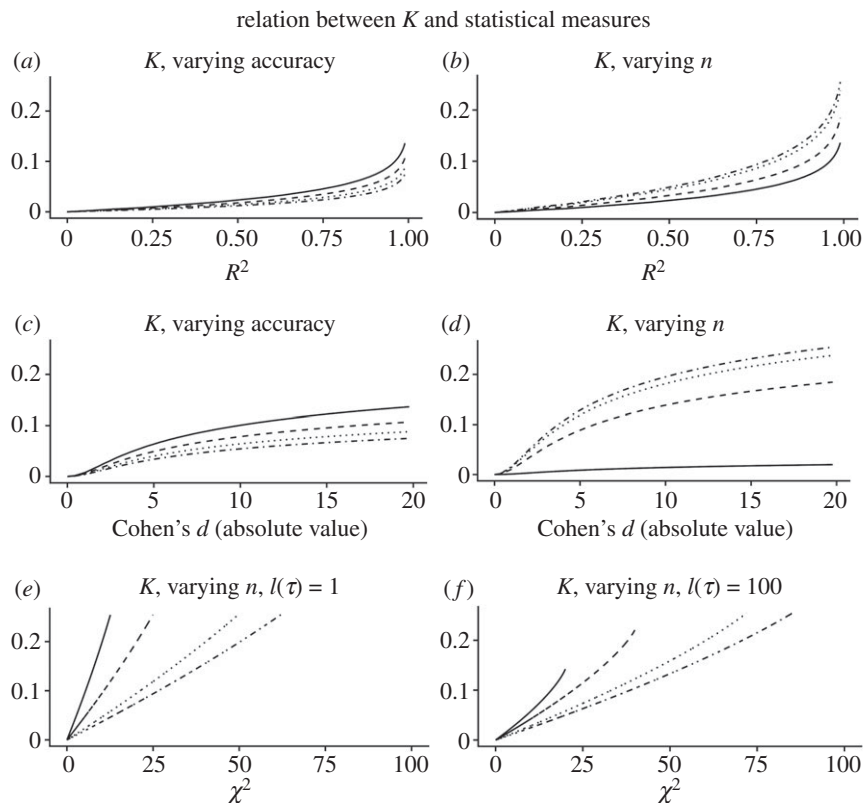 relation between K and statistical measures
(a) K, varying accuracy
0.2
0.1
0
0 0.25 0.50 0.75 1.00
R²
(b) K, varying n
0.2
0.1
0
0 0.25 0.50 0.75 1.00
R²
(c) K, varying accuracy
0.2
0.1
0
0 5 10 15 20
Cohen's d (absolute value)
(d) K, varying n
0.2
0.1
0
0 5 10 15 20
Cohen's d (absolute value)
(e) K, varying n, l(τ) = 1
0.2
0.1
0
0 25 50 75 100
χ²
(f) K, varying n, l(τ) = 100
0.2
0.1
0
0 25 50 75 100
χ²